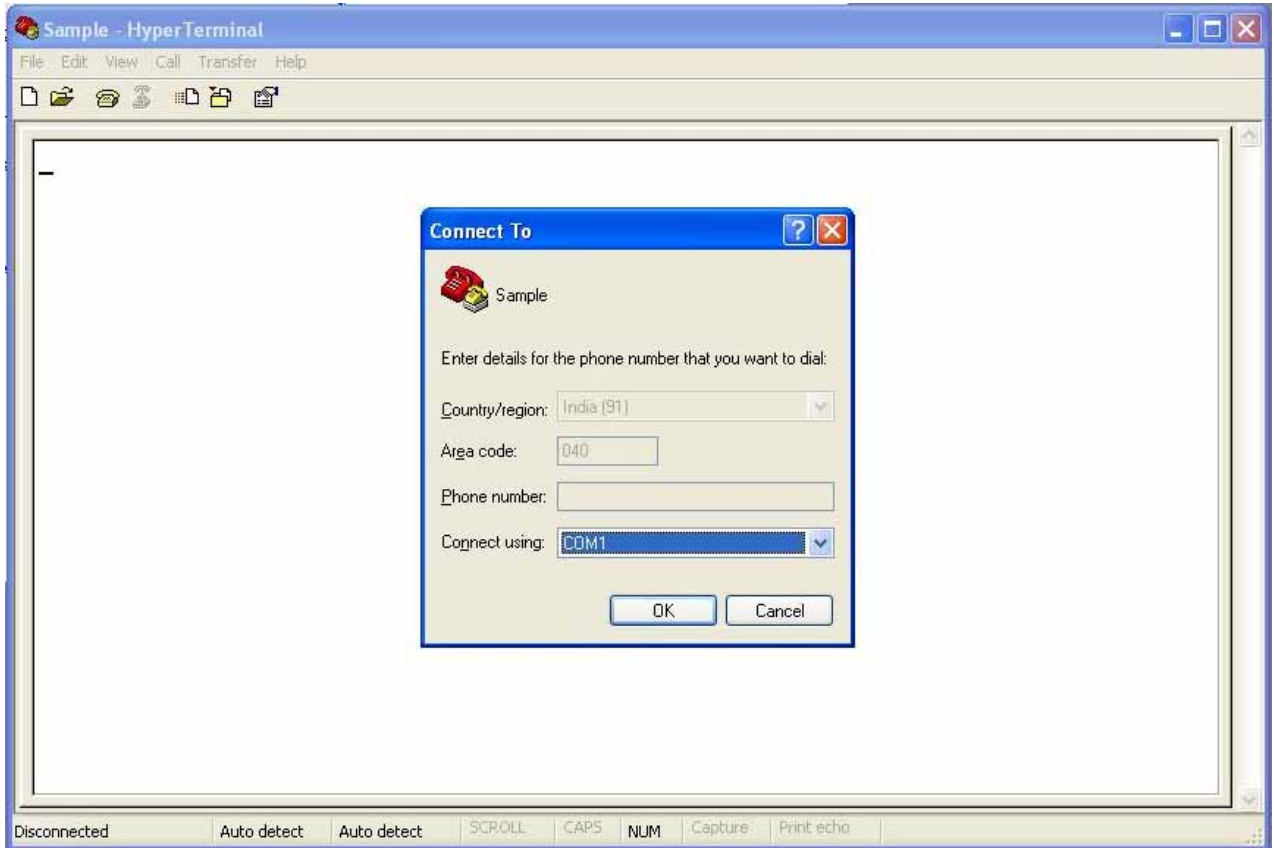 Sample - HyperTerminal
File Edit View Call Transfer Help
Connect To
Sample
Enter details for the phone number that you want to dial:
Country/region: India (91)
Area code: 040
Phone number:
Connect using: COM1
OK Cancel
Disconnected Auto detect Auto detect SCROLL CAPS NUM Capture Print echo